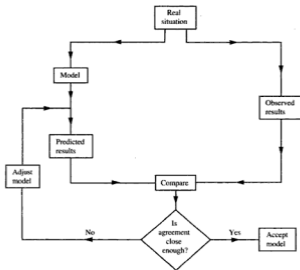 Real
situation
Model
Observed
results
Predicted
results
Adjust
model
Compare
Is
agreement
close
enough?
No
Yes
Accept
model